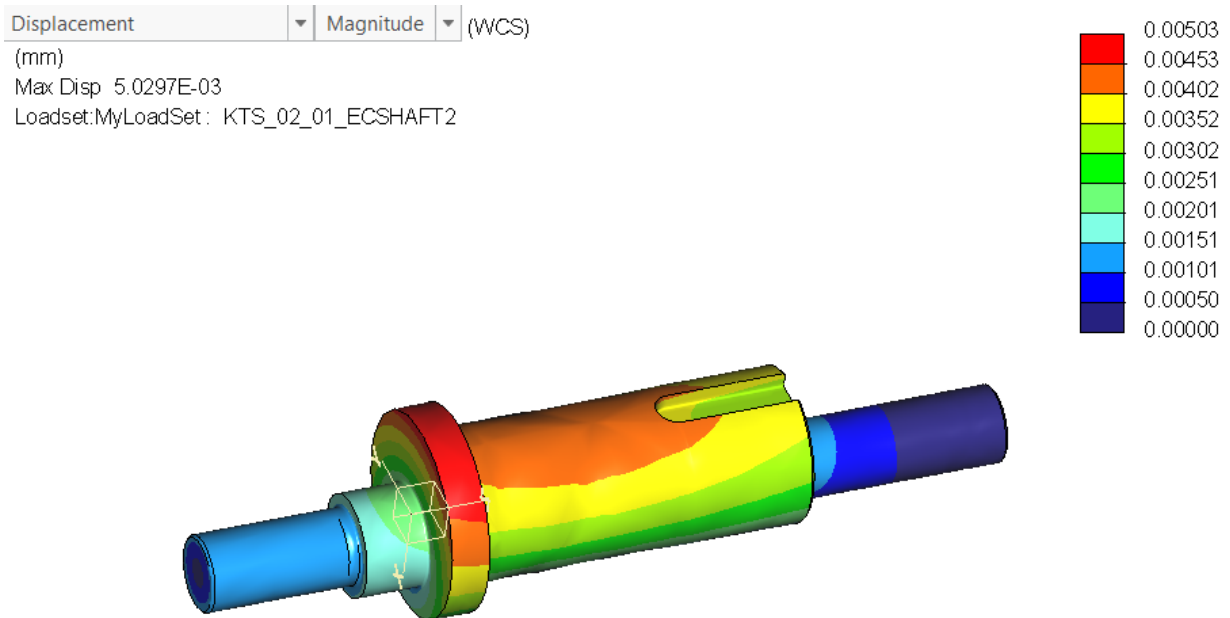 Displacement Magnitude (WCS)
(mm)
Max Disp 5.0297E-03
Loadset:MyLoadSet : KTS_02_01_ECSHAFT2
0.00503
0.00453
0.00402
0.00352
0.00302
0.00251
0.00201
0.00151
0.00101
0.00050
0.00000